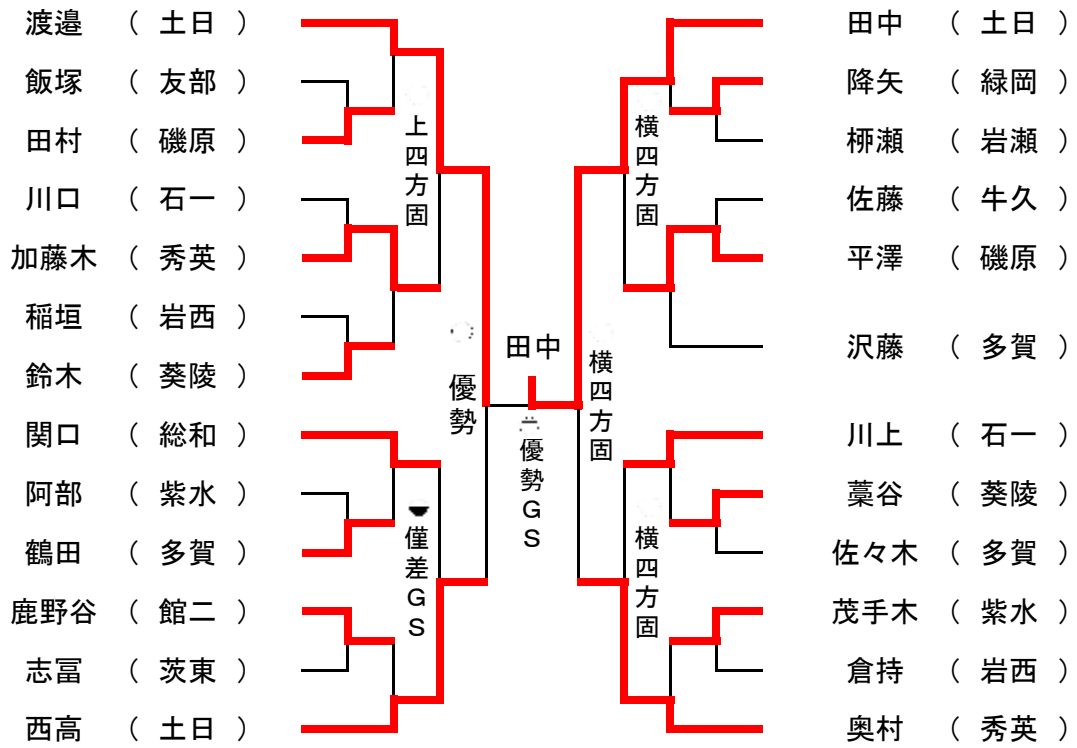 渡邉 （ 土日 ）
飯塚 （ 友部 ）
田村 （ 磯原 ）
川口 （ 石一 ）
加藤木 （ 秀英 ）
稲垣 （ 岩西 ）
鈴木 （ 葵陵 ）
関口 （ 総和 ）
阿部 （ 紫水 ）
鶴田 （ 多賀 ）
鹿野谷 （ 館二 ）
志冨 （ 茨東 ）
西高 （ 土日 ）
上四方固
優勢
僅差GS
田中
優勢GS
横四方固
横四方固
横四方固
田中 （ 土日 ）
降矢 （ 緑岡 ）
栁瀬 （ 岩瀬 ）
佐藤 （ 牛久 ）
平澤 （ 磯原 ）
沢藤 （ 多賀 ）
川上 （ 石一 ）
藁谷 （ 葵陵 ）
佐々木 （ 多賀 ）
茂手木 （ 紫水 ）
倉持 （ 岩西 ）
奥村 （ 秀英 ）